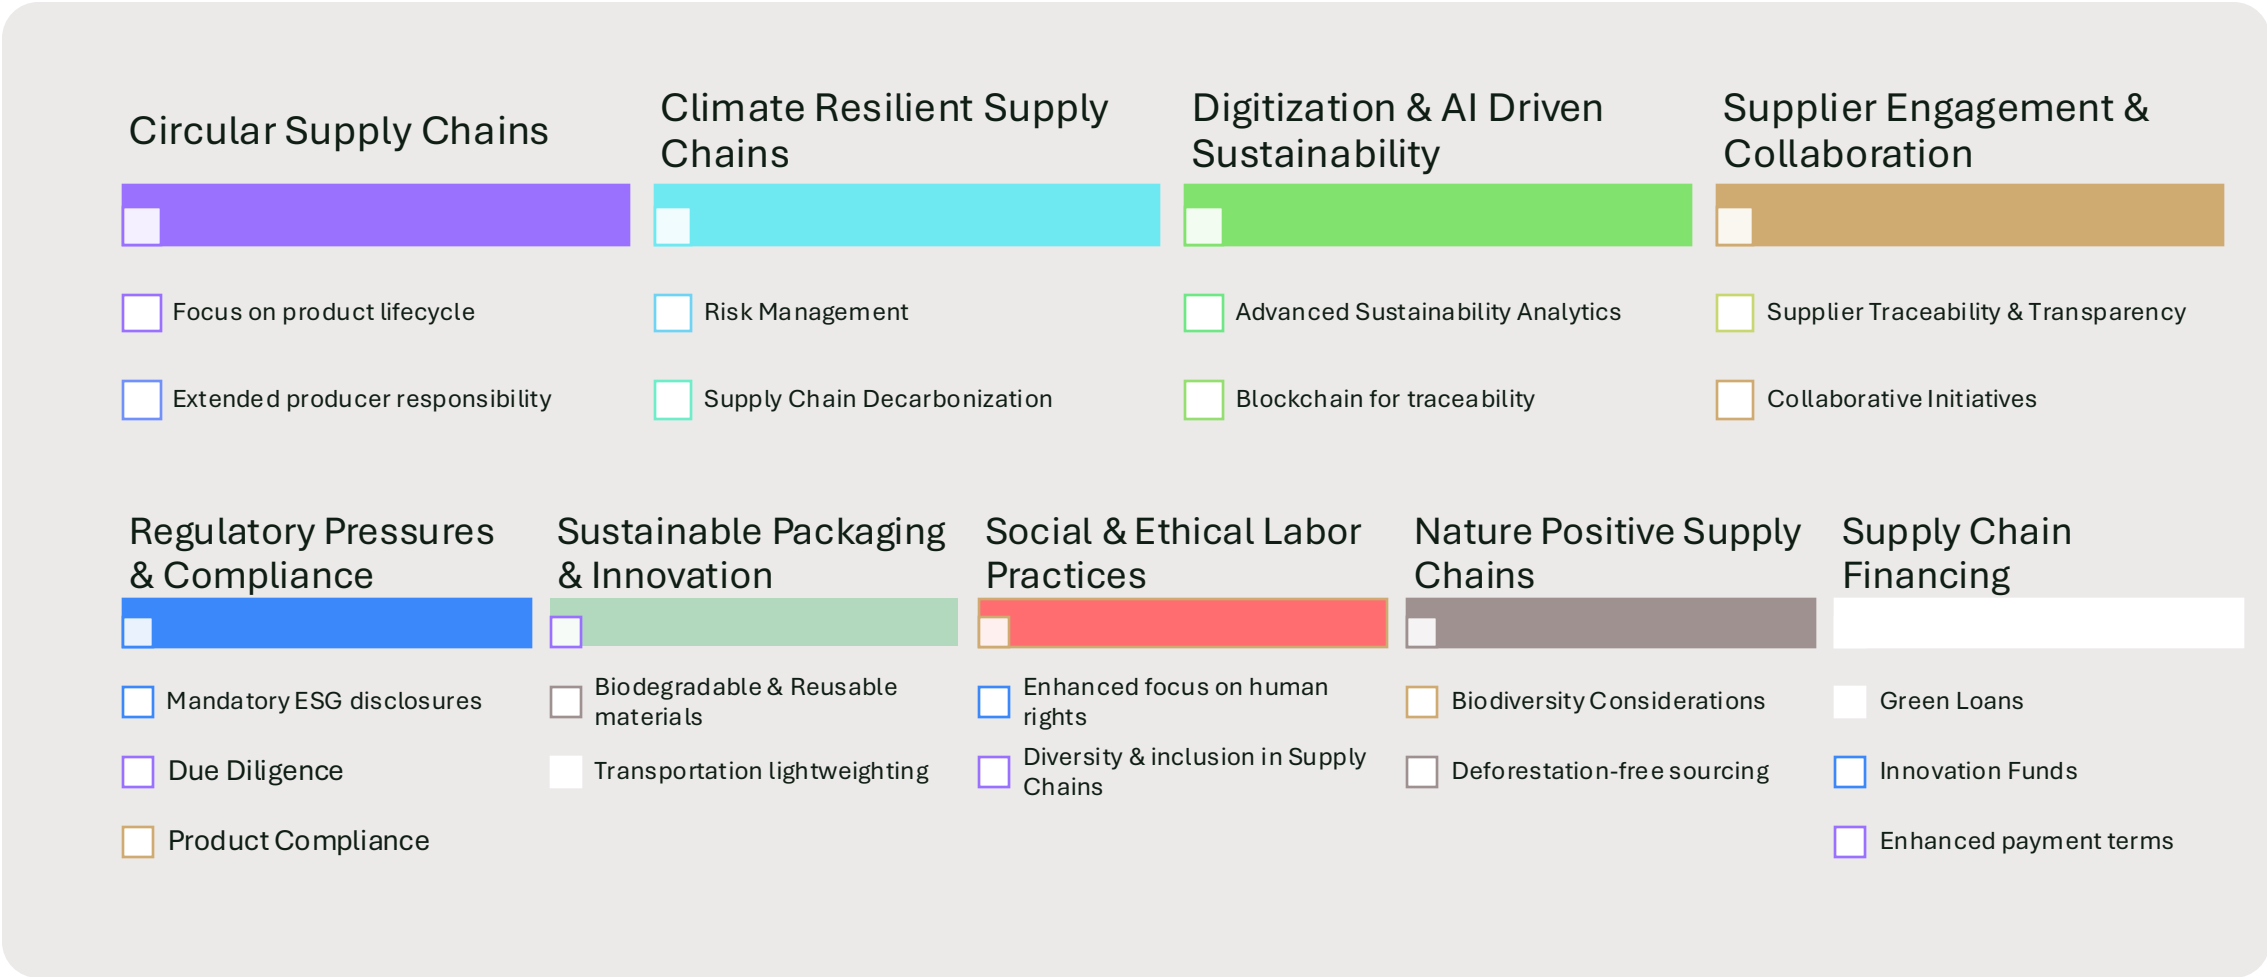 Circular Supply Chains
Climate Resilient Supply
Chains
Digitization & AI Driven
Sustainability
Supplier Engagement &
Collaboration
Focus on product lifecycle
Risk Management
Advanced Sustainability Analytics
Supplier Traceability & Transparency
Extended producer responsibility
Supply Chain Decarbonization
Blockchain for traceability
Collaborative Initiatives
Regulatory Pressures
& Compliance
Sustainable Packaging
& Innovation
Social & Ethical Labor
Practices
Nature Positive Supply
Chains
Supply Chain
Financing
Mandatory ESG disclosures
Biodegradable & Reusable
materials
Enhanced focus on human
rights
Biodiversity Considerations
Green Loans
Due Diligence
Transportation lightweighting
Diversity & inclusion in Supply
Chains
Deforestation-free sourcing
Innovation Funds
Product Compliance
Enhanced payment terms